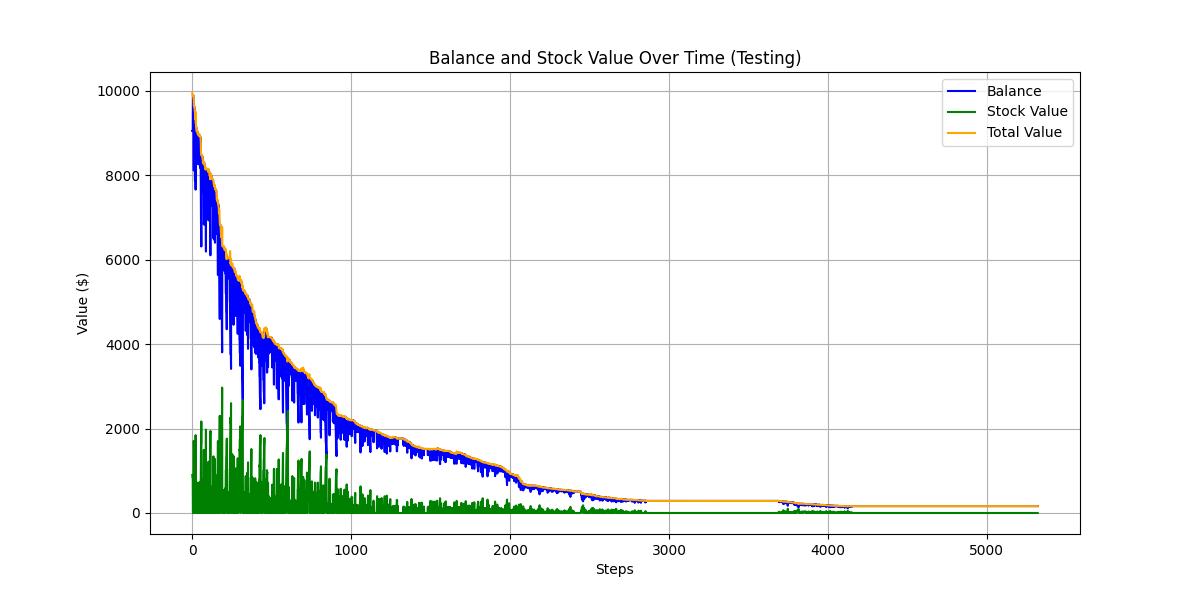 Balance and Stock Value Over Time (Testing)
Balance
Stock Value
Total Value
10000
8000
6000
4000
2000
0
Value ($)
0 1000 2000 3000 4000 5000
Steps